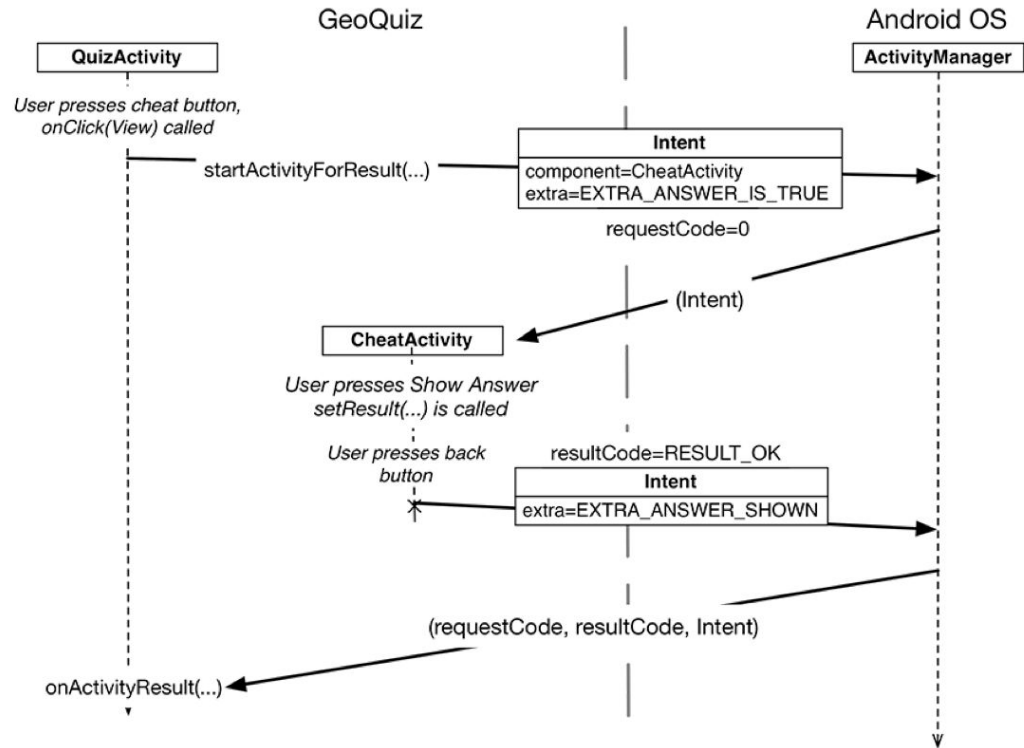 GeoQuiz
Android OS
QuizActivity
ActivityManager
User presses cheat button,
onClick(View) called
startActivityForResult(...)
Intent
component=CheatActivity
extra=EXTRA_ANSWER_IS_TRUE
requestCode=0
(Intent)
CheatActivity
User presses Show Answer
setResult(...) is called
User presses back
button
resultCode=RESULT_OK
Intent
extra=EXTRA_ANSWER_SHOWN
(requestCode, resultCode, Intent)
onActivityResult(...)